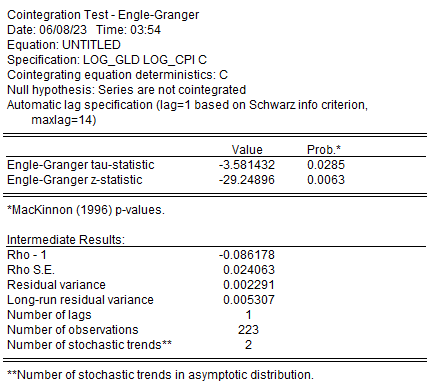 Cointegration Test - Engle-Granger
Date: 06/08/23 Time: 03:54
Equation: UNTITLED
Specification: LOG_GLD LOG_CPI C
Cointegrating equation deterministics: C
Null hypothesis: Series are not cointegrated
Automatic lag specification (lag=1 based on Schwarz info criterion,
maxlag=14)
Value Prob.*
Engle-Granger tau-statistic -3.581432 0.0285
Engle-Granger z-statistic -29.24896 0.0063
*MacKinnon (1996) p-values.
Intermediate Results:
Rho - 1 -0.086178
Rho S.E. 0.024063
Residual variance 0.002291
Long-run residual variance 0.005307
Number of lags 1
Number of observations 223
Number of stochastic trends** 2
**Number of stochastic trends in asymptotic distribution.